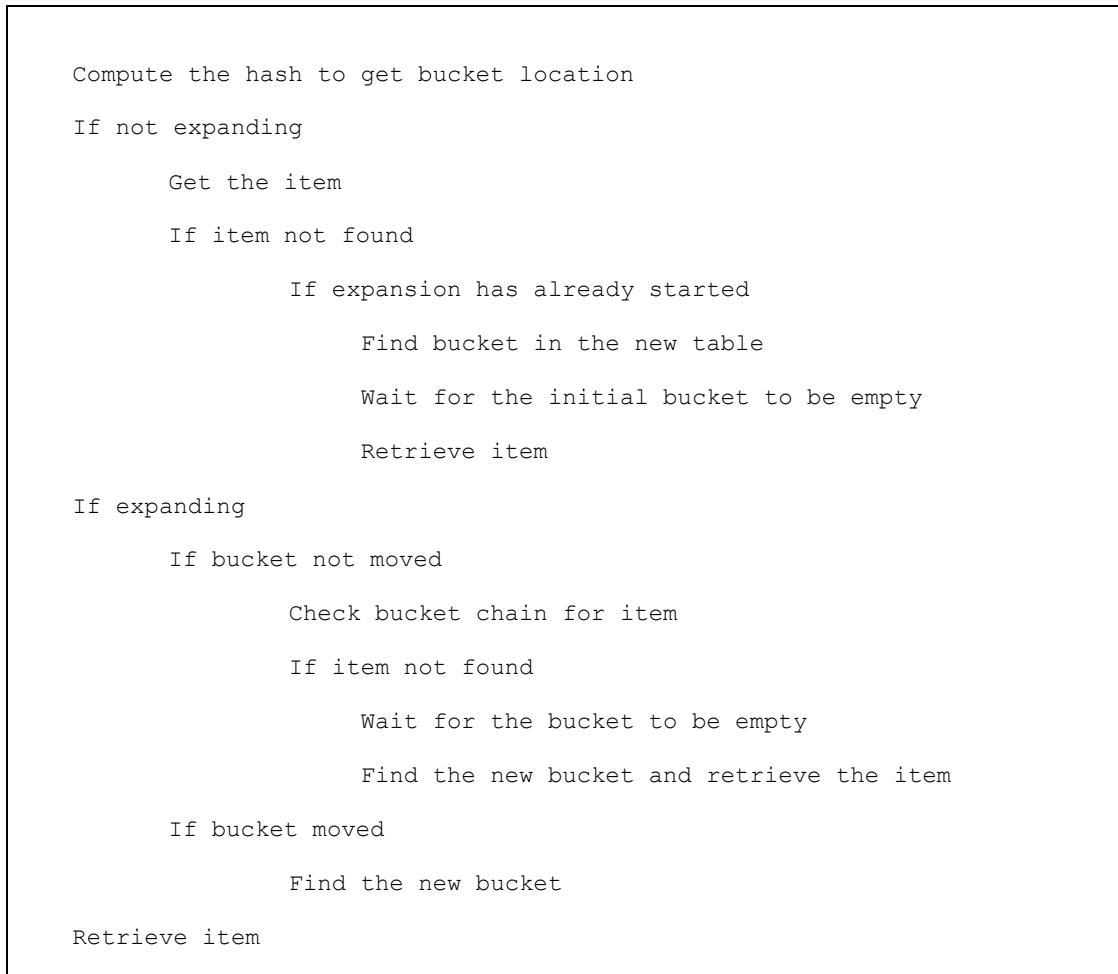 Compute the hash to get bucket location
If not expanding
Get the item
If item not found
If expansion has already started
Find bucket in the new table
Wait for the initial bucket to be empty
Retrieve item
If expanding
If bucket not moved
Check bucket chain for item
If item not found
Wait for the bucket to be empty
Find the new bucket and retrieve the item
If bucket moved
Find the new bucket
Retrieve item